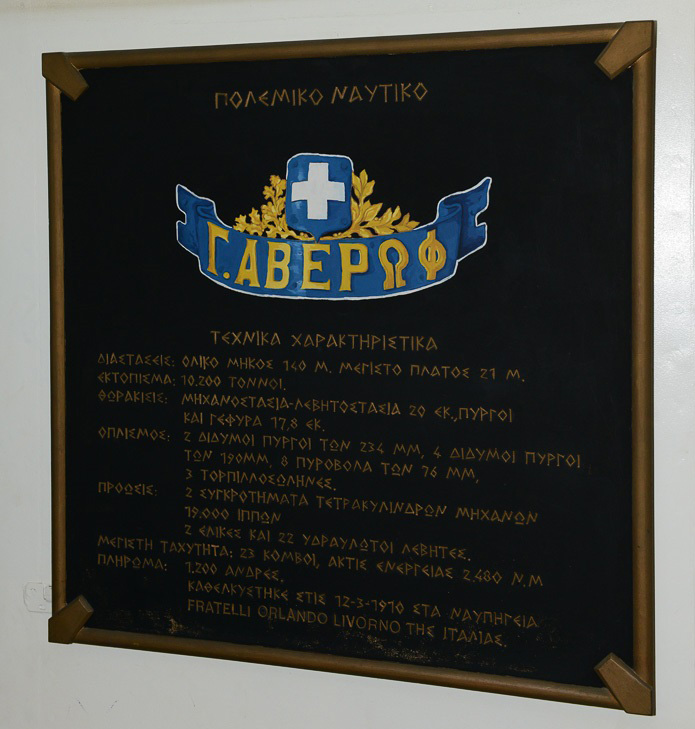 ΠΟΛΕΜΙΚΟ ΝΑΥΤΙΚΟ
Γ. ΑΒΕΡΩΦ
ΤΕΧΝΙΚΑ ΧΑΡΑΚΤΗΡΙΣΤΙΚΑ
ΔΙΑΣΤΑΣΕΙΣ: ΟΛΙΚΟ ΜΗΚΟΣ 140 Μ. ΜΕΓΙΣΤΟ ΠΛΑΤΟΣ 21 Μ.
ΕΚΤΟΠΙΣΜΑ: 10.200 ΤΟΝΝΟΙ.
ΘΩΡΑΚΙΣΙΣ: ΜΗΧΑΝΟΣΤΑΣΙΑ-ΛΕΒΗΤΟΣΤΑΣΙΑ 20 ΕΚ.,ΠΥΡΓΟΙ
ΚΑΙ ΓΕΦΥΡΑ 17,8 ΕΚ.
ΟΠΛΙΣΜΟΣ: 2 ΔΙΔΥΜΟΙ ΠΥΡΓΟΙ ΤΩΝ 234 ΜΜ, 4 ΔΙΔΥΜΟΙ ΠΥΡΓΟΙ
ΤΩΝ 190ΜΜ. 8 ΠΥΡΟΒΟΛΑ ΤΩΝ 76 ΜΜ,
3 ΤΟΡΠΙΛΛΟΣΩΛΗΝΕΣ.
ΠΡΟΩΣΙΣ: 2 ΣΥΓΚΡΟΤΗΜΑΤΑ ΤΕΤΡΑΚΥΛΙΝΔΡΩΝ ΜΗΧΑΝΩΝ
19.000 ΙΠΠΩΝ
2 ΕΛΙΚΕΣ ΚΑΙ 22 ΥΔΡΑΥΛΩΤΟΙ ΛΕΒΗΤΕΣ.
ΜΕΓΙΣΤΗ ΤΑΧΥΤΗΤΑ: 23 ΚΟΜΒΟΙ, ΑΚΤΙΣ ΕΝΕΡΓΕΙΑΣ 2.480 Ν.Μ
ΠΛΗΡΩΜΑ: 1.200 ΑΝΔΡΕΣ.
ΚΑΘΕΛΚΥΣΤΗΚΕ ΣΤΙΣ 12-3-1910 ΣΤΑ ΝΑΥΠΗΓΕΙΑ
FRATELLI ORLANDO LIVORNO ΤΗΣ ΙΤΑΛΙΑΣ.